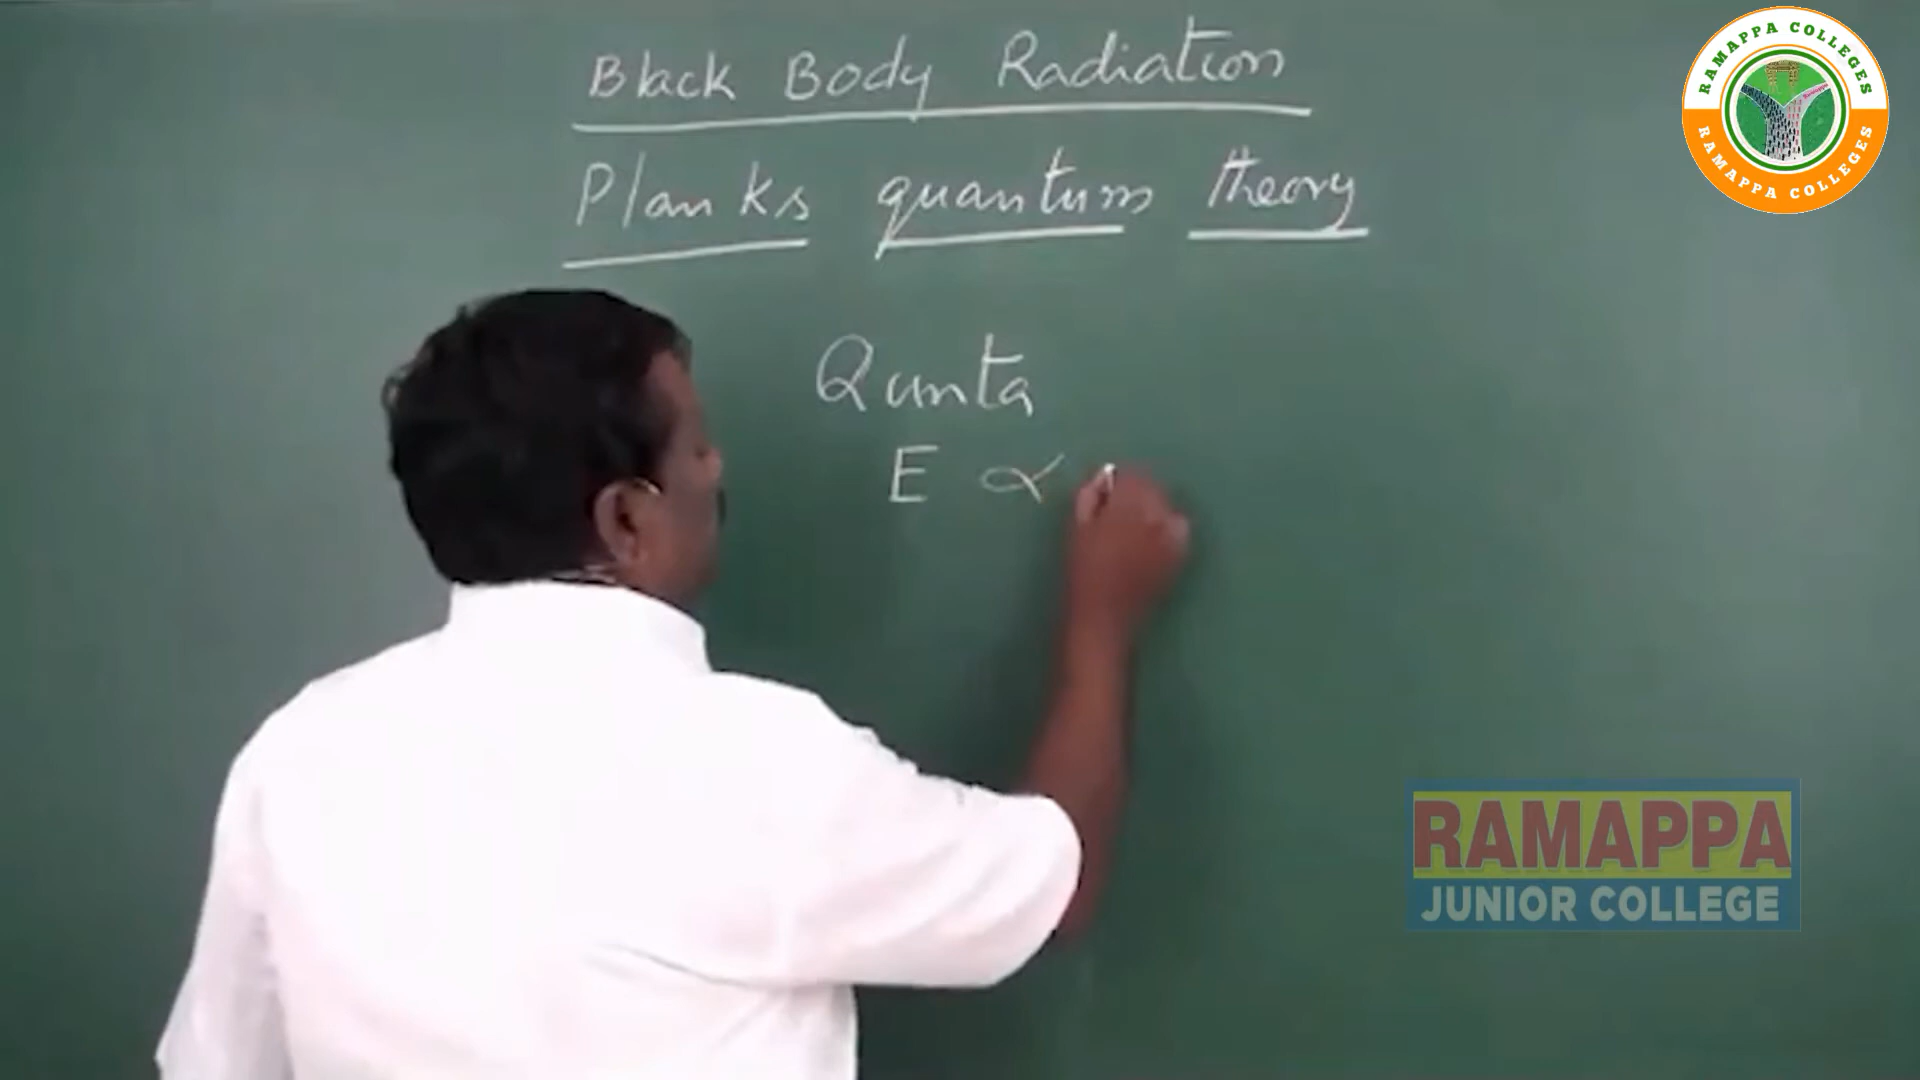 Black Body Radiation
Planks quantum theory
Qunta
E ∝
RAMAPPA COLLEGES
RAMAPPA COLLEGES
RAMAPPA
JUNIOR COLLEGE